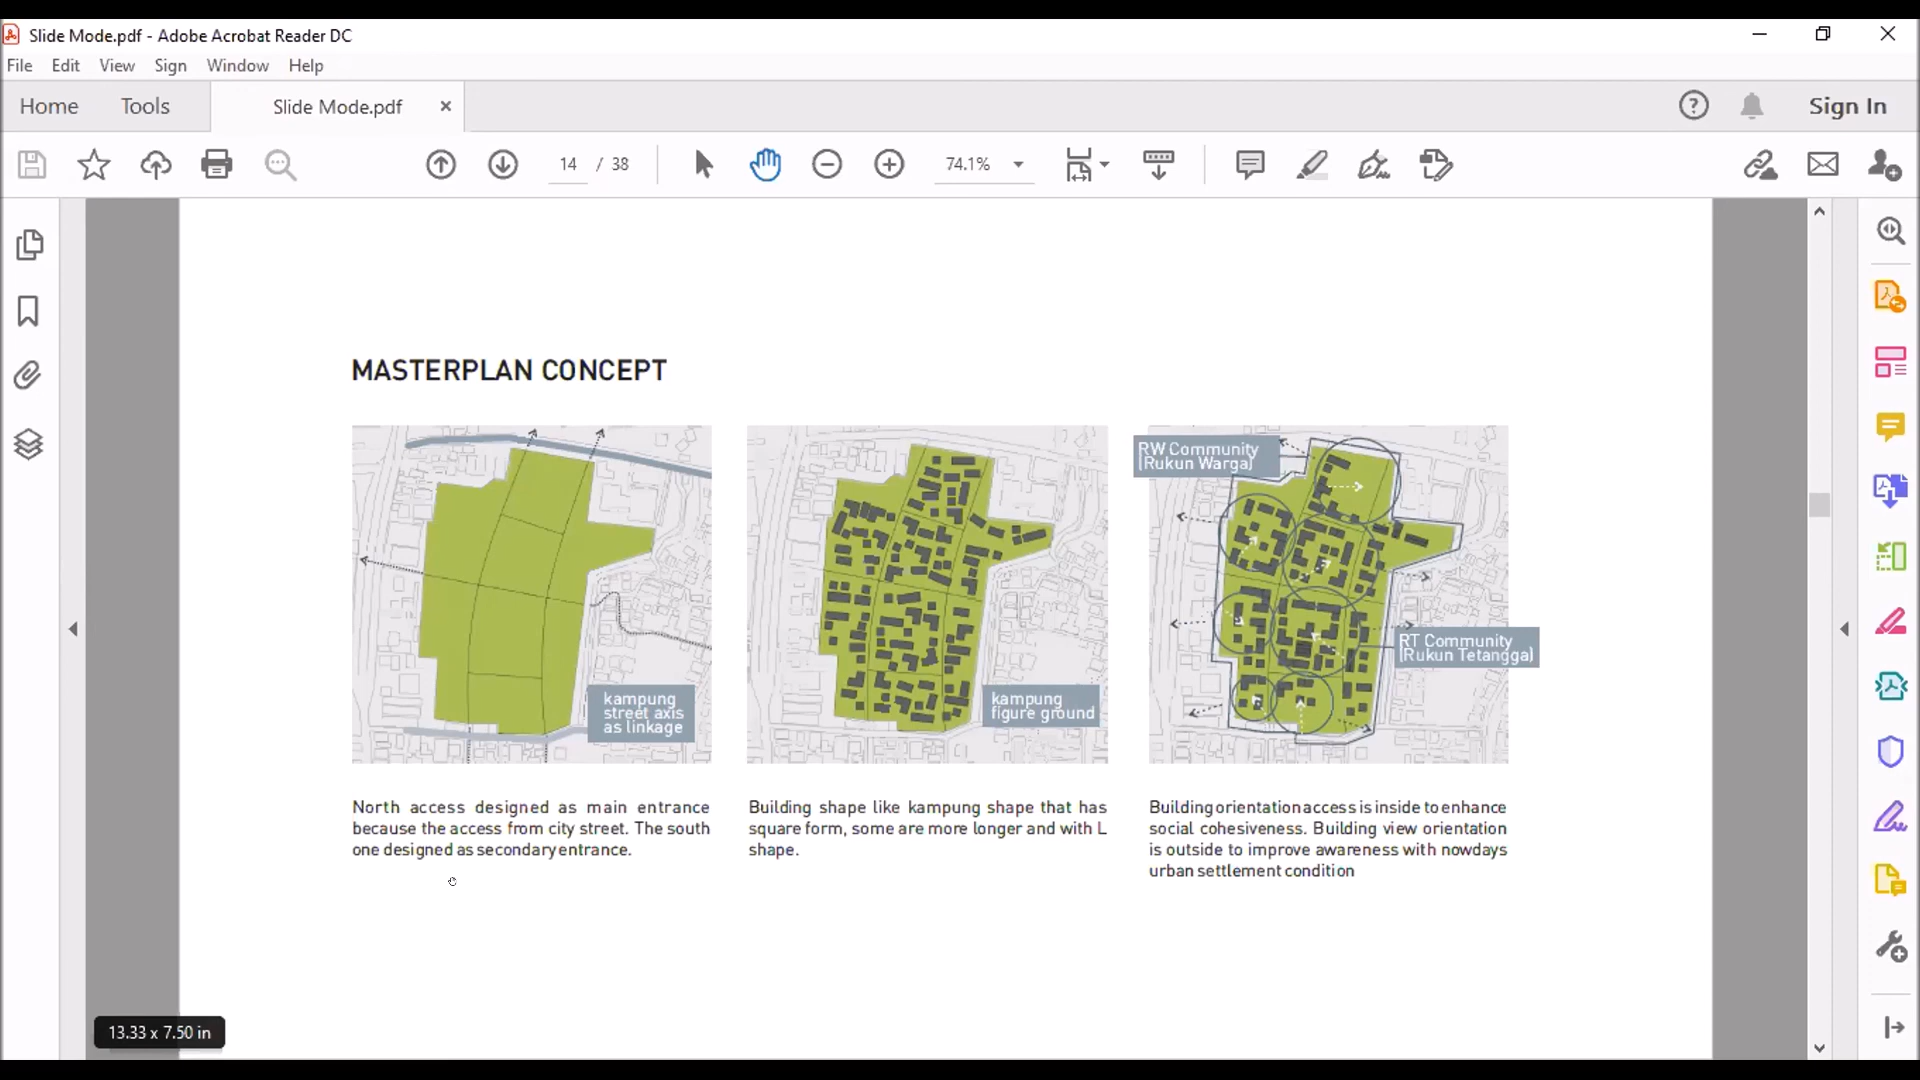 Slide Mode.pdf - Adobe Acrobat Reader DC
File Edit View Sign Window Help
Home Tools Slide Mode.pdf Sign In
14 / 38 74.1%
MASTERPLAN CONCEPT
kampung
street axis
as linkage
kampung
figure ground
RW Community
(Rukun Warga)
RT Community
(Rukun Tetangga)
North access designed as main entrance
because the access from city street. The south
one designed as secondary entrance.
Building shape like kampung shape that has
square form, some are more longer and with L
shape.
Building orientation access is inside to enhance
social cohesiveness. Building view orientation
is outside to improve awareness with nowdays
urban settlement condition
13.33 x 7.50 in